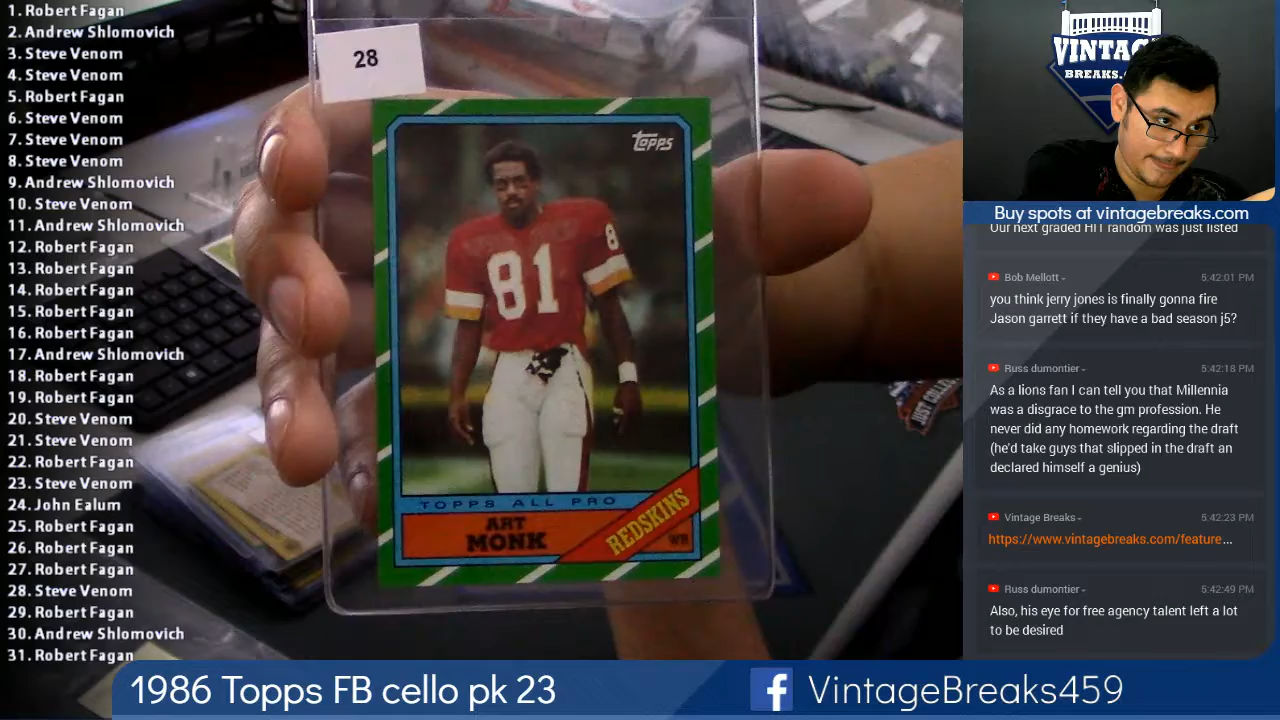 1. Robert Fagan
2. Andrew Shlomovich
3. Steve Venom
4. Steve Venom
5. Robert Fagan
6. Steve Venom
7. Steve Venom
8. Steve Venom
9. Andrew Shlomovich
10. Steve Venom
11. Andrew Shlomovich
12. Robert Fagan
13. Robert Fagan
14. Robert Fagan
15. Robert Fagan
16. Robert Fagan
17. Andrew Shlomovich
18. Robert Fagan
19. Robert Fagan
20. Steve Venom
21. Steve Venom
22. Robert Fagan
23. Steve Venom
24. John Ealum
25. Robert Fagan
26. Robert Fagan
27. Robert Fagan
28. Steve Venom
29. Robert Fagan
30. Andrew Shlomovich
31. Robert Fagan
28
Topps
81
8
TOPPS ALL PRO
ART
MONK
REDSKINS
WR
JUST COLLECT
VINTAG
BREAKS.C
Buy spots at vintagebreaks.com
Our next graded HIT random was just listed
Bob Mellott
5:42:01 PM
you think jerry jones is finally gonna fire
Jason garrett if they have a bad season j5?
Russ dumontier
5:42:18 PM
As a lions fan I can tell you that Millennia
was a disgrace to the gm profession. He
never did any homework regarding the draft
(he'd take guys that slipped in the draft an
declared himself a genius)
Vintage Breaks
5:42:23 PM
https://www.vintagebreaks.com/feature...
Russ dumontier
5:42:49 PM
Also, his eye for free agency talent left a lot
to be desired
1986 Topps FB cello pk 23
f VintageBreaks459